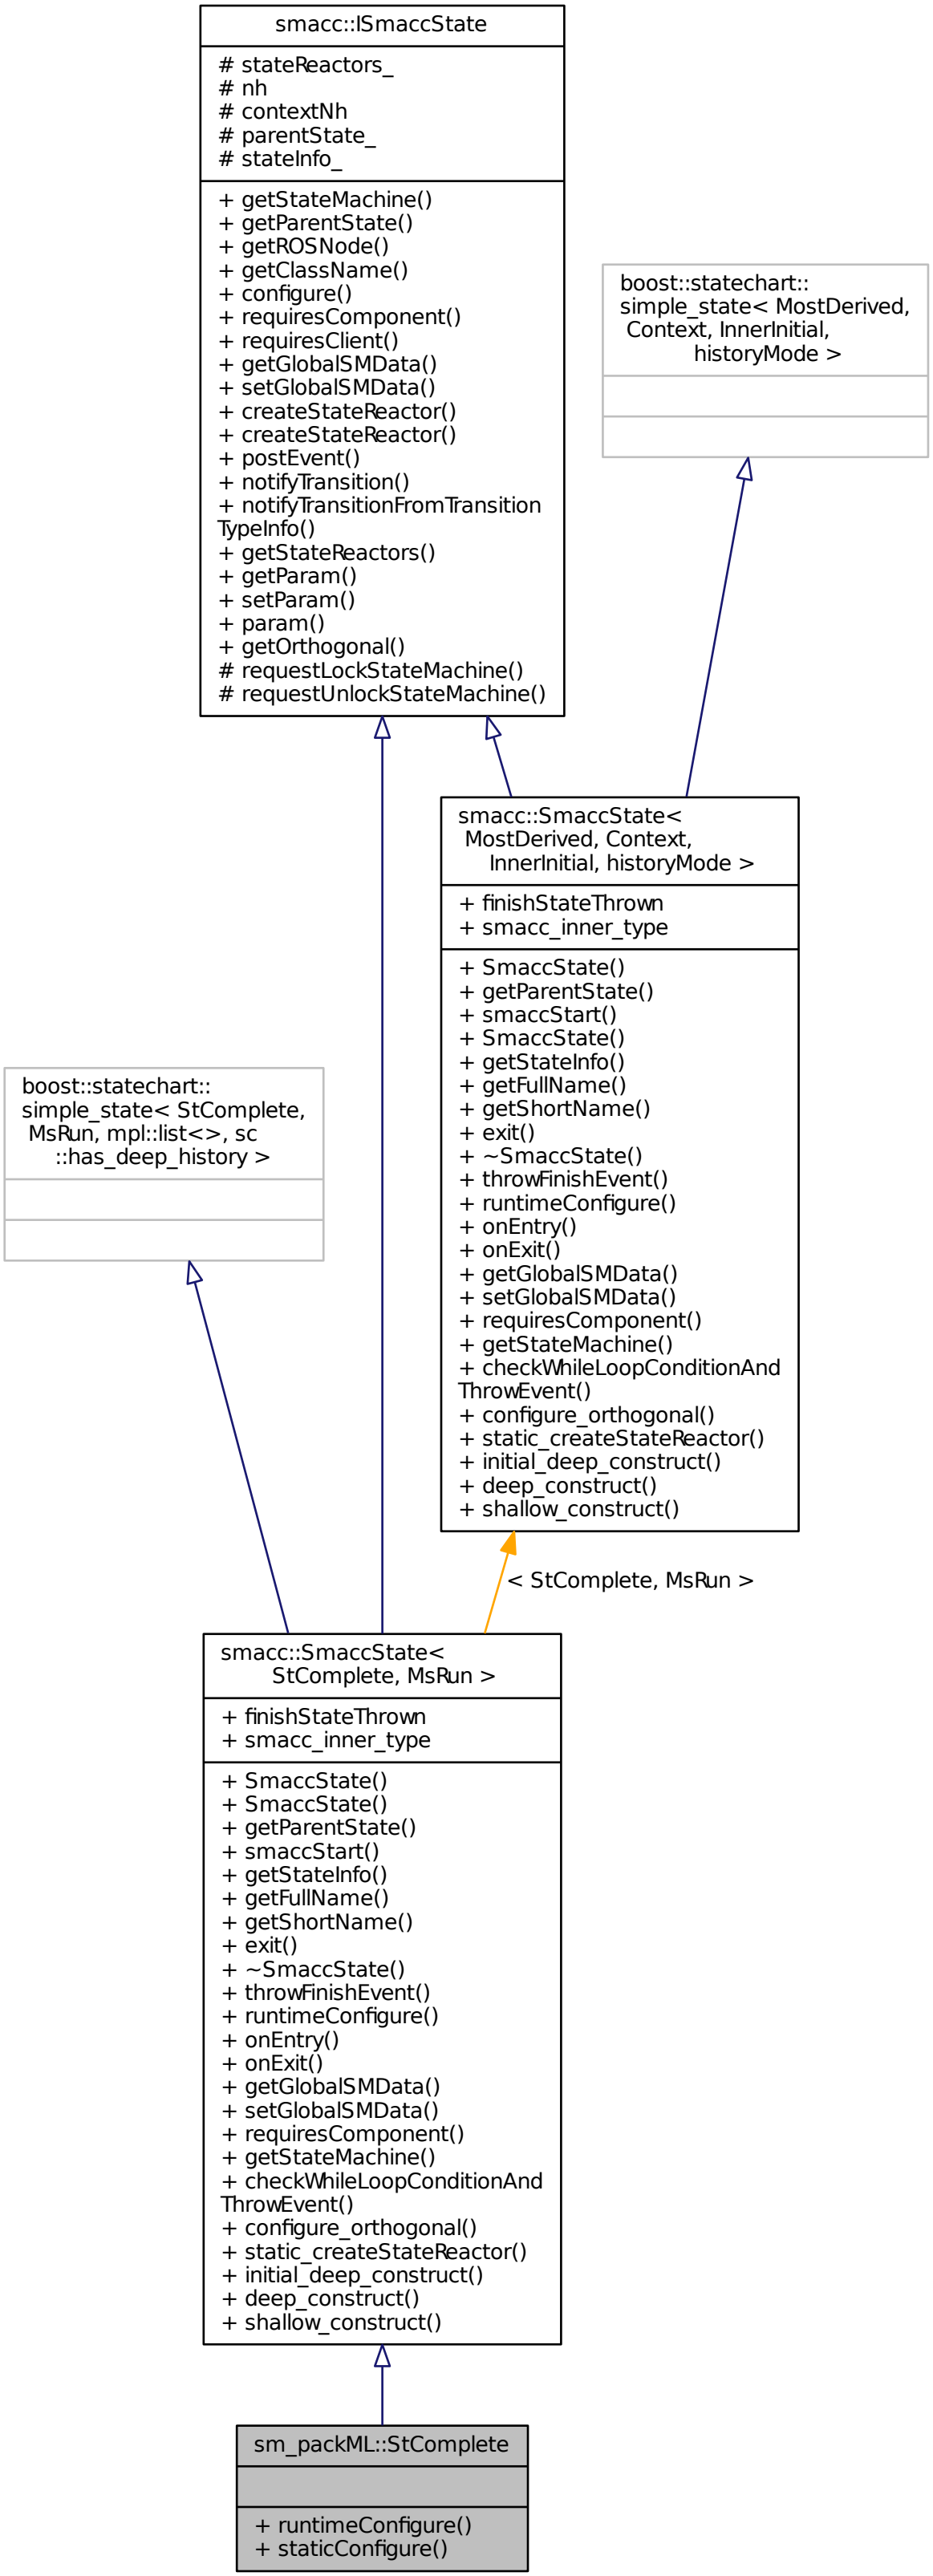 smacc::ISmaccState
# stateReactors_
# nh
# contextNh
# parentState_
# stateInfo_
+ getStateMachine()
+ getParentState()
+ getROSNode()
+ getClassName()
+ configure()
+ requiresComponent()
+ requiresClient()
+ getGlobalSMData()
+ setGlobalSMData()
+ createStateReactor()
+ createStateReactor()
+ postEvent()
+ notifyTransition()
+ notifyTransitionFromTransition
TypeInfo()
+ getStateReactors()
+ getParam()
+ setParam()
+ param()
+ getOrthogonal()
# requestLockStateMachine()
# requestUnlockStateMachine()
boost::statechart::
simple_state< MostDerived,
Context, InnerInitial,
historyMode >
smacc::SmaccState<
MostDerived, Context,
InnerInitial, historyMode >
+ finishStateThrown
+ smacc_inner_type
+ SmaccState()
+ getParentState()
+ smaccStart()
+ SmaccState()
+ getStateInfo()
+ getFullName()
+ getShortName()
+ exit()
+ ~SmaccState()
+ throwFinishEvent()
+ runtimeConfigure()
+ onEntry()
+ onExit()
+ getGlobalSMData()
+ setGlobalSMData()
+ requiresComponent()
+ getStateMachine()
+ checkWhileLoopConditionAnd
ThrowEvent()
+ configure_orthogonal()
+ static_createStateReactor()
+ initial_deep_construct()
+ deep_construct()
+ shallow_construct()
boost::statechart::
simple_state< StComplete,
MsRun, mpl::list<>, sc
::has_deep_history >
< StComplete, MsRun >
smacc::SmaccState<
StComplete, MsRun >
+ finishStateThrown
+ smacc_inner_type
+ SmaccState()
+ SmaccState()
+ getParentState()
+ smaccStart()
+ getStateInfo()
+ getFullName()
+ getShortName()
+ exit()
+ ~SmaccState()
+ throwFinishEvent()
+ runtimeConfigure()
+ onEntry()
+ onExit()
+ getGlobalSMData()
+ setGlobalSMData()
+ requiresComponent()
+ getStateMachine()
+ checkWhileLoopConditionAnd
ThrowEvent()
+ configure_orthogonal()
+ static_createStateReactor()
+ initial_deep_construct()
+ deep_construct()
+ shallow_construct()
sm_packML::StComplete
+ runtimeConfigure()
+ staticConfigure()